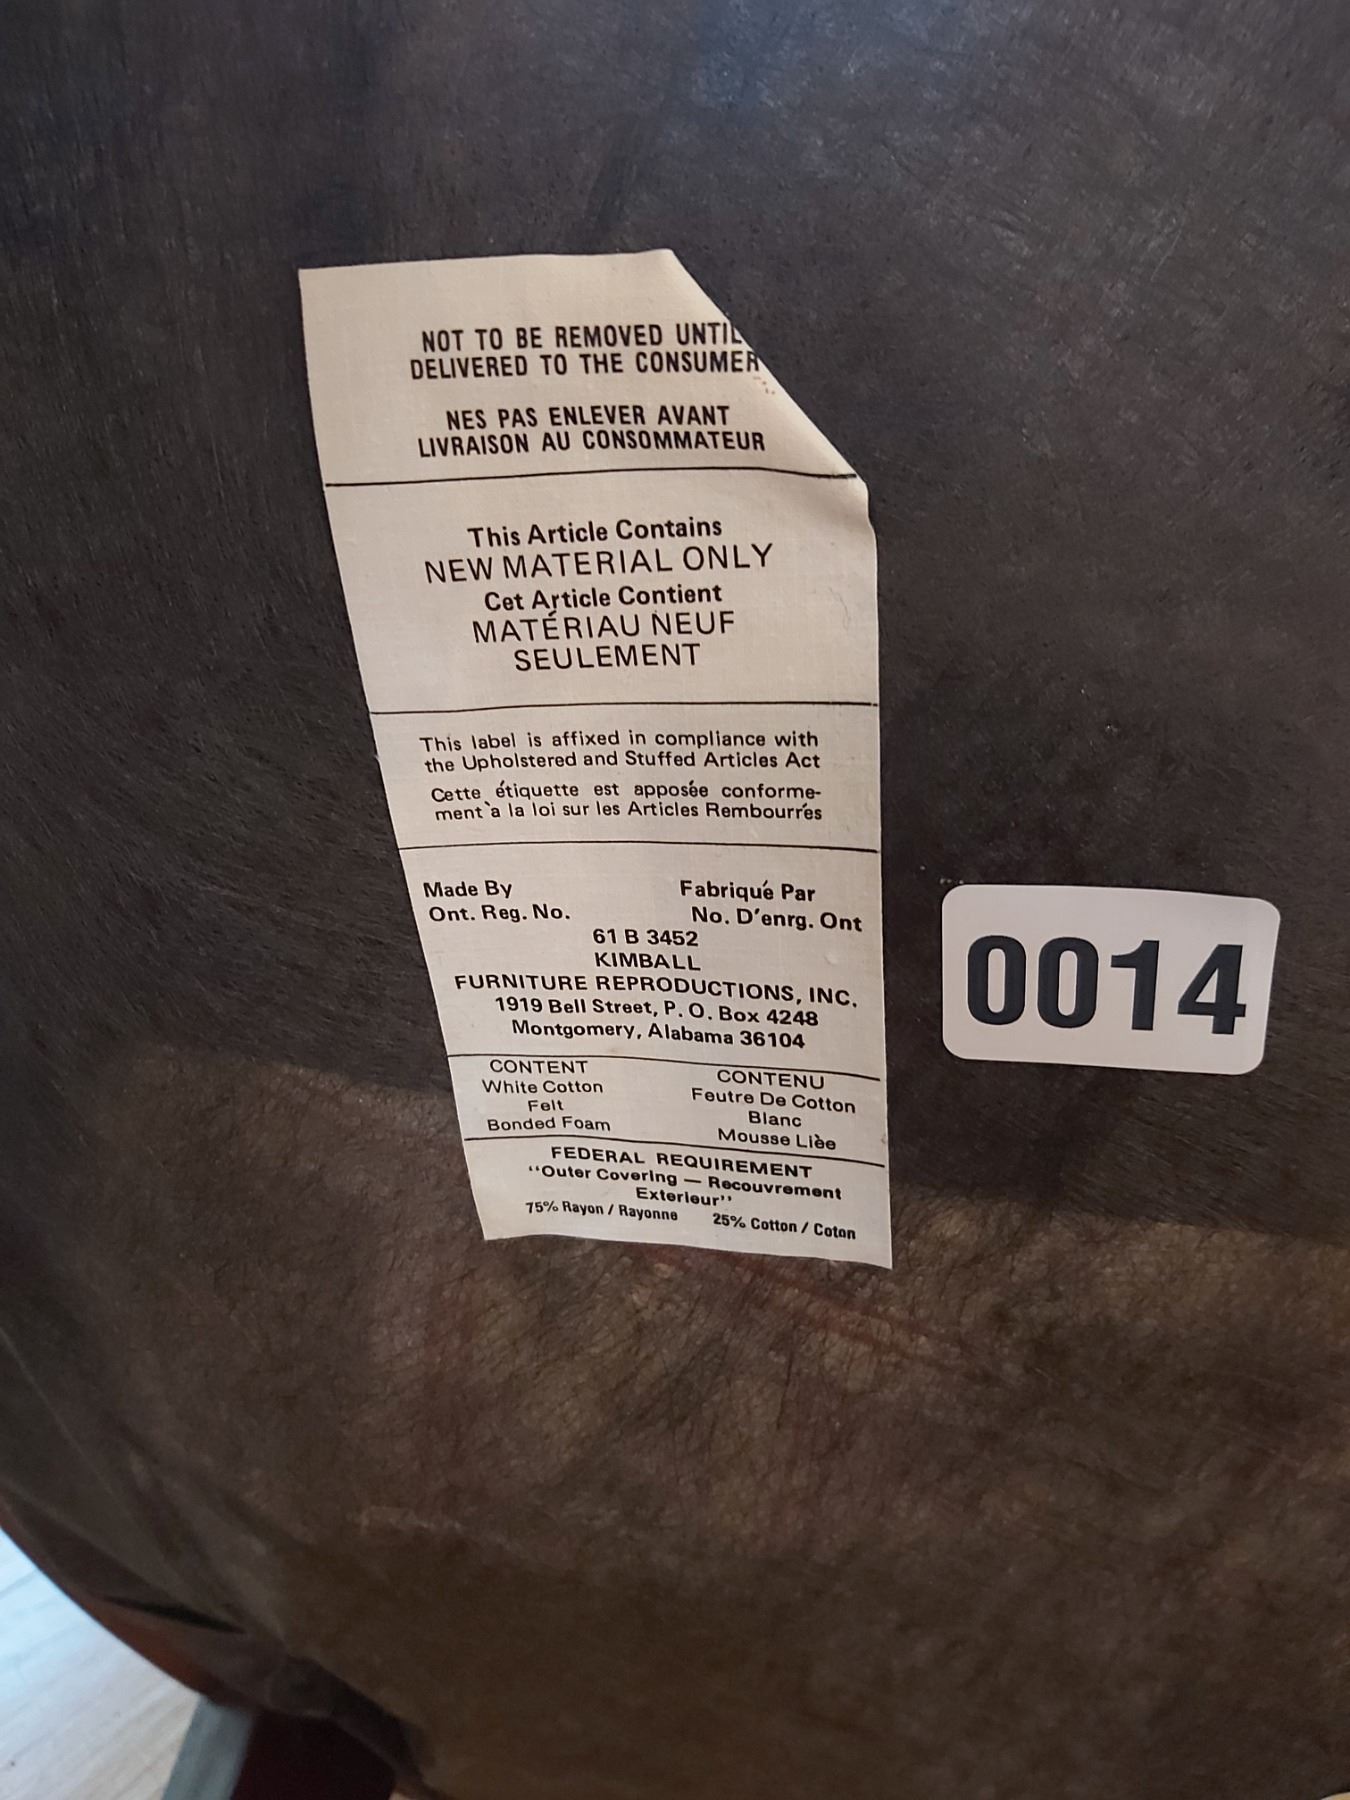 NOT TO BE REMOVED UNTIL
DELIVERED TO THE CONSUMER
NES PAS ENLEVER AVANT
LIVRAISON AU CONSOMMATEUR
This Article Contains
NEW MATERIAL ONLY
Cet Article Contient
MATÉRIAU NEUF
SEULEMENT
This label is affixed in compliance with
the Upholstered and Stuffed Articles Act
Cette étiquette est apposée conforme-
ment à la loi sur les Articles Rembourrés
Made By Fabriqué Par
Ont. Reg. No. No. D'enrg. Ont
61 B 3452
KIMBALL
FURNITURE REPRODUCTIONS, INC.
1919 Bell Street, P. O. Box 4248
Montgomery, Alabama 36104
CONTENT CONTENU
White Cotton Feutre De Cotton
Felt Blanc
Bonded Foam Mousse Lièe
FEDERAL REQUIREMENT
"Outer Covering — Recouvrement
Exterieur"
75% Rayon / Rayonne 25% Cotton / Coton
0014